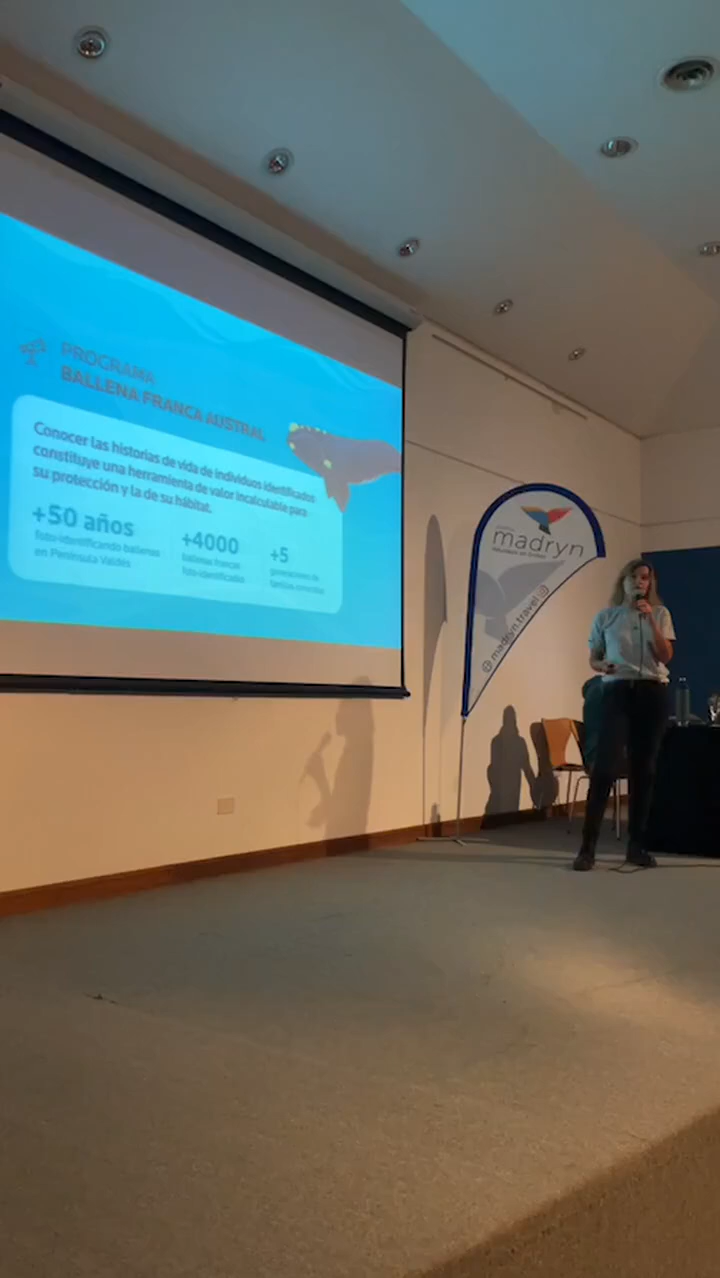 PROGRAMA
BALLENA FRANCA AUSTRAL
Conocer las historias de vida de individuos identificados
constituye una herramienta de valor incalculable para
su protección y la de su hábitat.
+50 años
foto-identificando ballenas
en Península Valdés
+4000
ballenas francas
foto-identificadas
+5
generaciones de
familias conocidas
madryn
madryn.travel